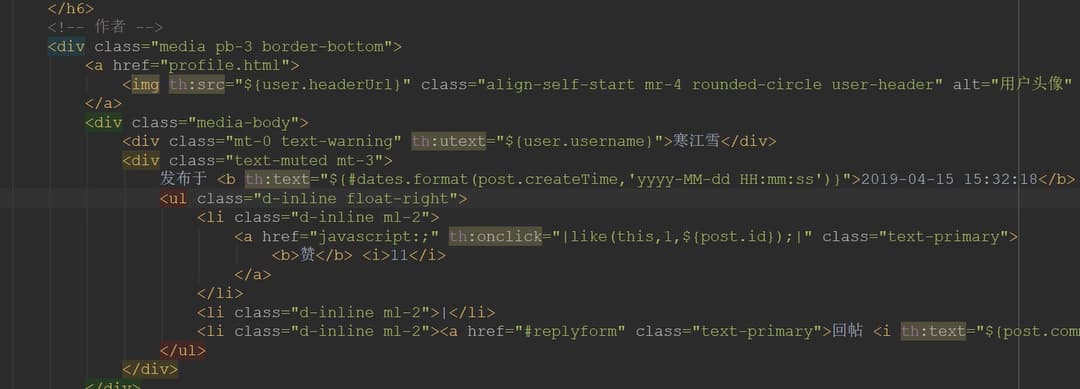 </h6>
<!-- 作者 -->
<div class="media pb-3 border-bottom">
<a href="profile.html">
<img th:src="${user.headerUrl}" class="align-self-start mr-4 rounded-circle user-header" alt="用户头像"
</a>
<div class="media-body">
<div class="mt-0 text-warning" th:utext="${user.username}">寒江雪</div>
<div class="text-muted mt-3">
发布于 <b th:text="${#dates.format(post.createTime,'yyyy-MM-dd HH:mm:ss')}">2019-04-15 15:32:18</b>
<ul class="d-inline float-right">
<li class="d-inline ml-2">
<a href="javascript:;" th:onclick="|like(this,1,${post.id});|" class="text-primary">
<b>赞</b> <i>11</i>
</a>
</li>
<li class="d-inline ml-2">|</li>
<li class="d-inline ml-2"><a href="#replyform" class="text-primary">回帖 <i th:text="${post.com
</ul>
</div>
</div>